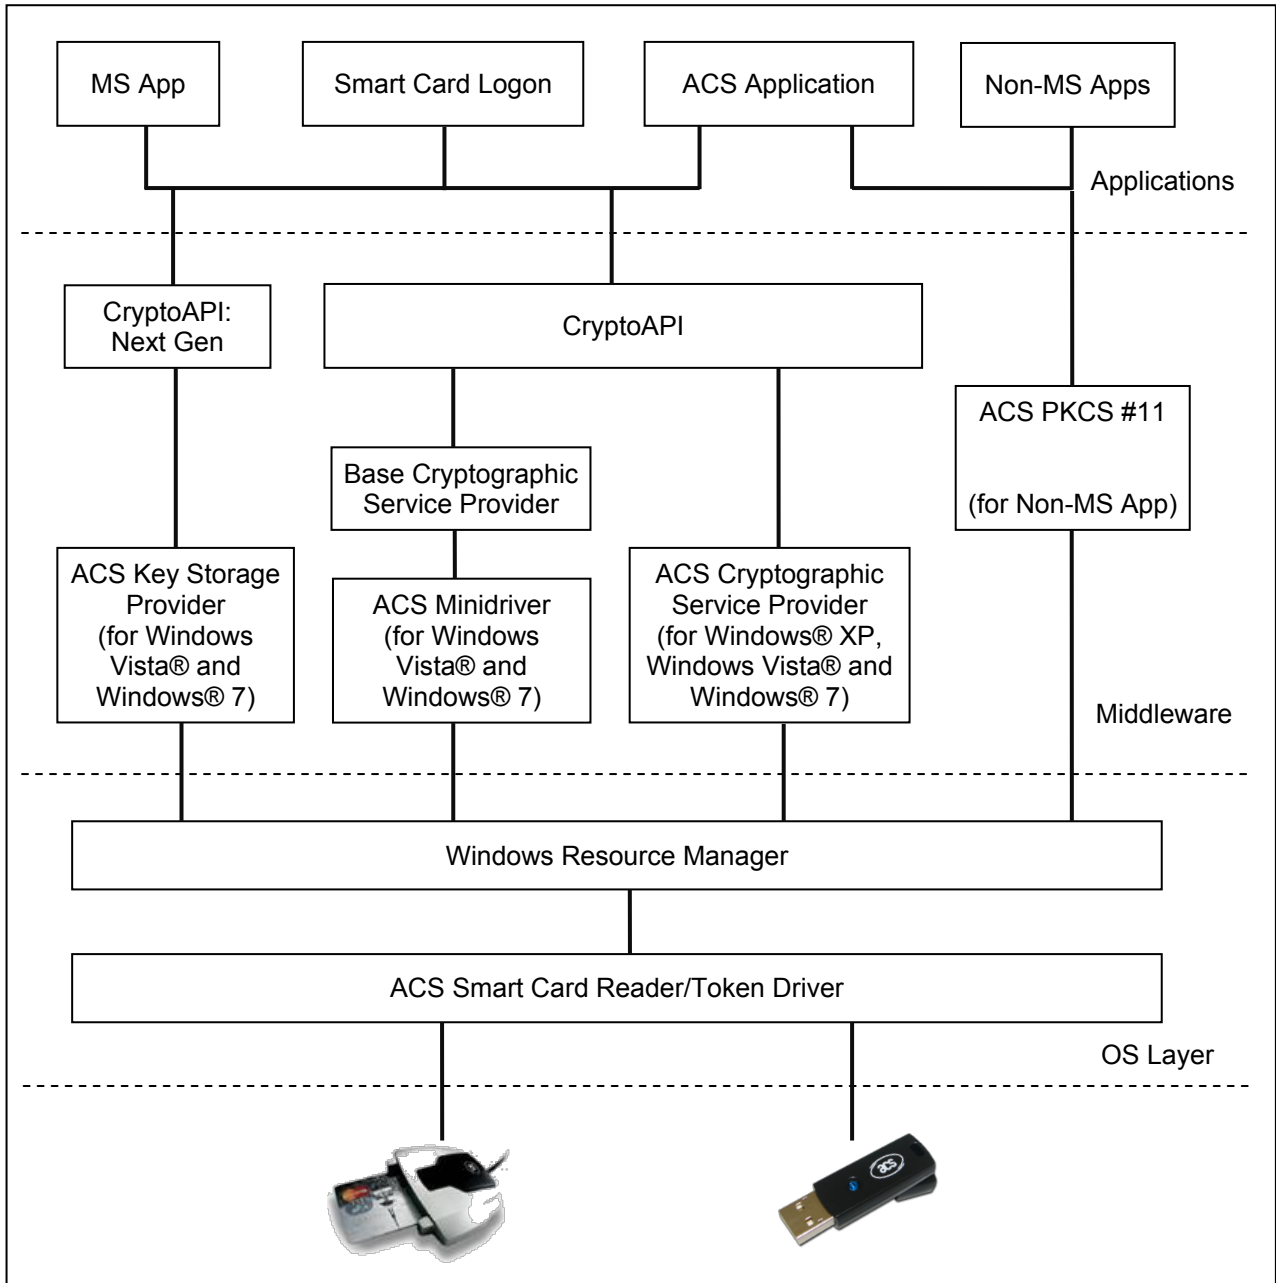 MS App
Smart Card Logon
ACS Application
Non-MS Apps
Applications
CryptoAPI:
Next Gen
CryptoAPI
ACS PKCS #11
(for Non-MS App)
Base Cryptographic
Service Provider
ACS Key Storage
Provider
(for Windows
Vista® and
Windows® 7)
ACS Minidriver
(for Windows
Vista® and
Windows® 7)
ACS Cryptographic
Service Provider
(for Windows® XP,
Windows Vista® and
Windows® 7)
Middleware
Windows Resource Manager
ACS Smart Card Reader/Token Driver
OS Layer
acs